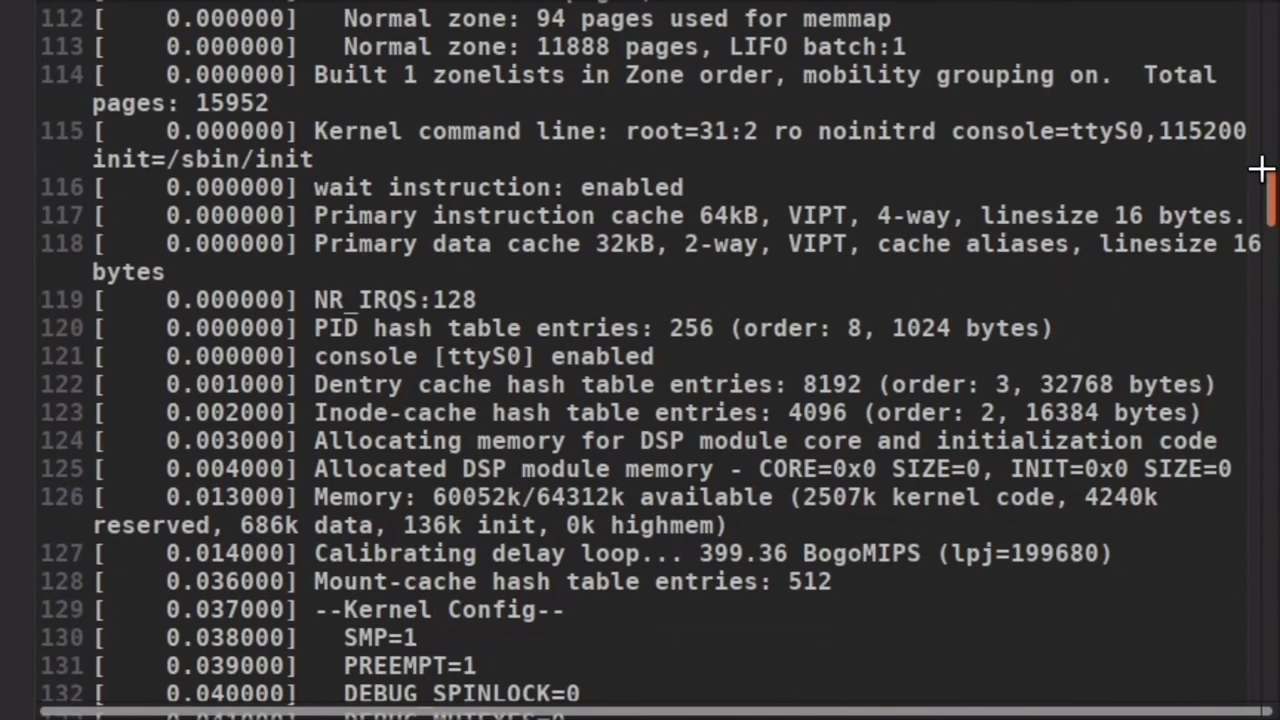 112 [    0.000000]   Normal zone: 94 pages used for memmap
113 [    0.000000]   Normal zone: 11888 pages, LIFO batch:1
114 [    0.000000] Built 1 zonelists in Zone order, mobility grouping on.  Total
pages: 15952
115 [    0.000000] Kernel command line: root=31:2 ro noinitrd console=ttyS0,115200
init=/sbin/init
116 [    0.000000] wait instruction: enabled
117 [    0.000000] Primary instruction cache 64kB, VIPT, 4-way, linesize 16 bytes.
118 [    0.000000] Primary data cache 32kB, 2-way, VIPT, cache aliases, linesize 16
bytes
119 [    0.000000] NR_IRQS:128
120 [    0.000000] PID hash table entries: 256 (order: 8, 1024 bytes)
121 [    0.000000] console [ttyS0] enabled
122 [    0.001000] Dentry cache hash table entries: 8192 (order: 3, 32768 bytes)
123 [    0.002000] Inode-cache hash table entries: 4096 (order: 2, 16384 bytes)
124 [    0.003000] Allocating memory for DSP module core and initialization code
125 [    0.004000] Allocated DSP module memory - CORE=0x0 SIZE=0, INIT=0x0 SIZE=0
126 [    0.013000] Memory: 60052k/64312k available (2507k kernel code, 4240k
reserved, 686k data, 136k init, 0k highmem)
127 [    0.014000] Calibrating delay loop... 399.36 BogoMIPS (lpj=199680)
128 [    0.036000] Mount-cache hash table entries: 512
129 [    0.037000] --Kernel Config--
130 [    0.038000]   SMP=1
131 [    0.039000]   PREEMPT=1
132 [    0.040000]   DEBUG_SPINLOCK=0